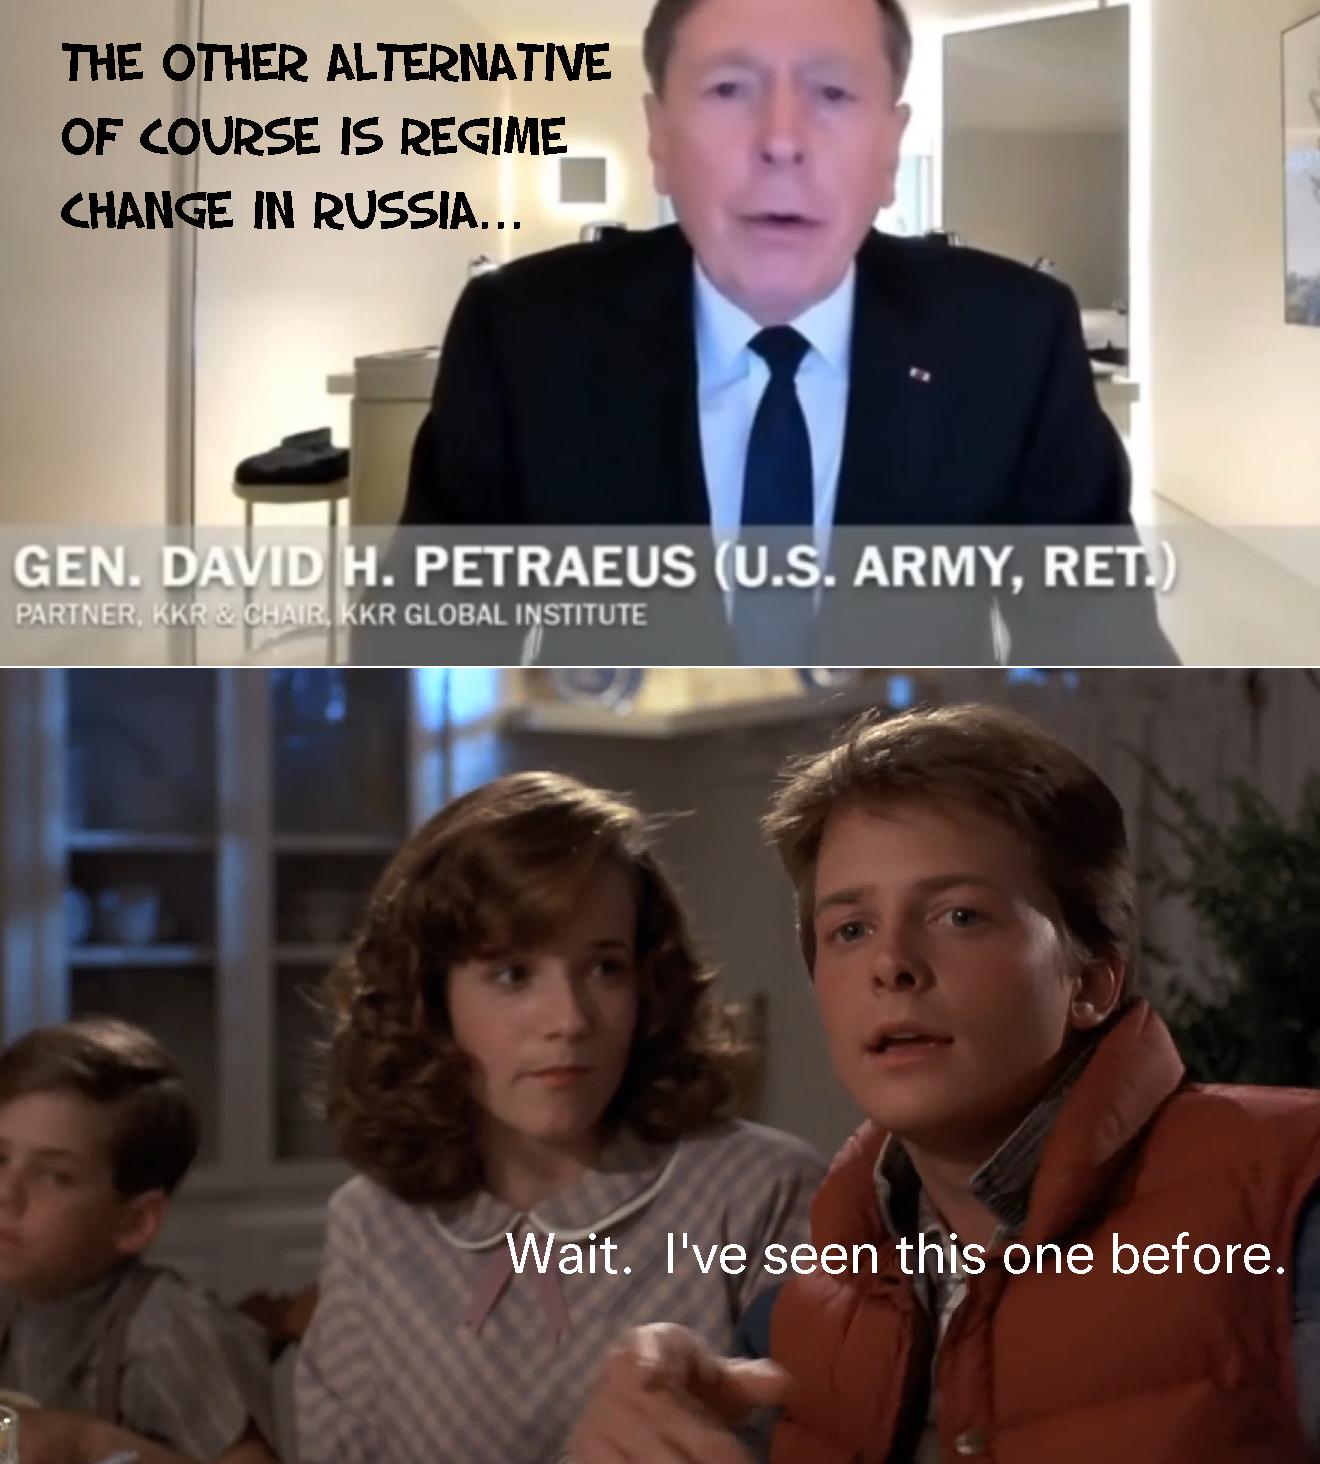 THE OTHER ALTERNATIVE
OF COURSE IS REGIME
CHANGE IN RUSSIA...
GEN. DAVID H. PETRAEUS (U.S. ARMY, RET.)
PARTNER, KKR & CHAIR, KKR GLOBAL INSTITUTE
Wait. I've seen this one before.